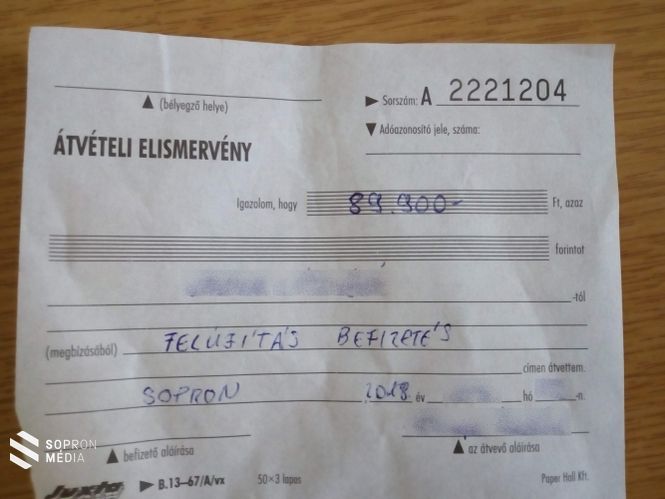 ▲ (bélyegző helye)
▶ Sorszám: A 2221204
▼ Adóazonosító jele, száma:
ÁTVÉTELI ELISMERVÉNY
Igazolom, hogy 89.900- Ft, azaz
forintot
-tól
(megbízásából) FELÚJÍTÁS BEFIZETÉS
címen átvettem.
SOPRON 2018. év hó -n.
▲ befizető aláírása ▲ az átvevő aláírása
Juxta ▶ B.13–67/A/vx 50×3 lapos Paper Hall Kft.
SOPRON
MÉDIA